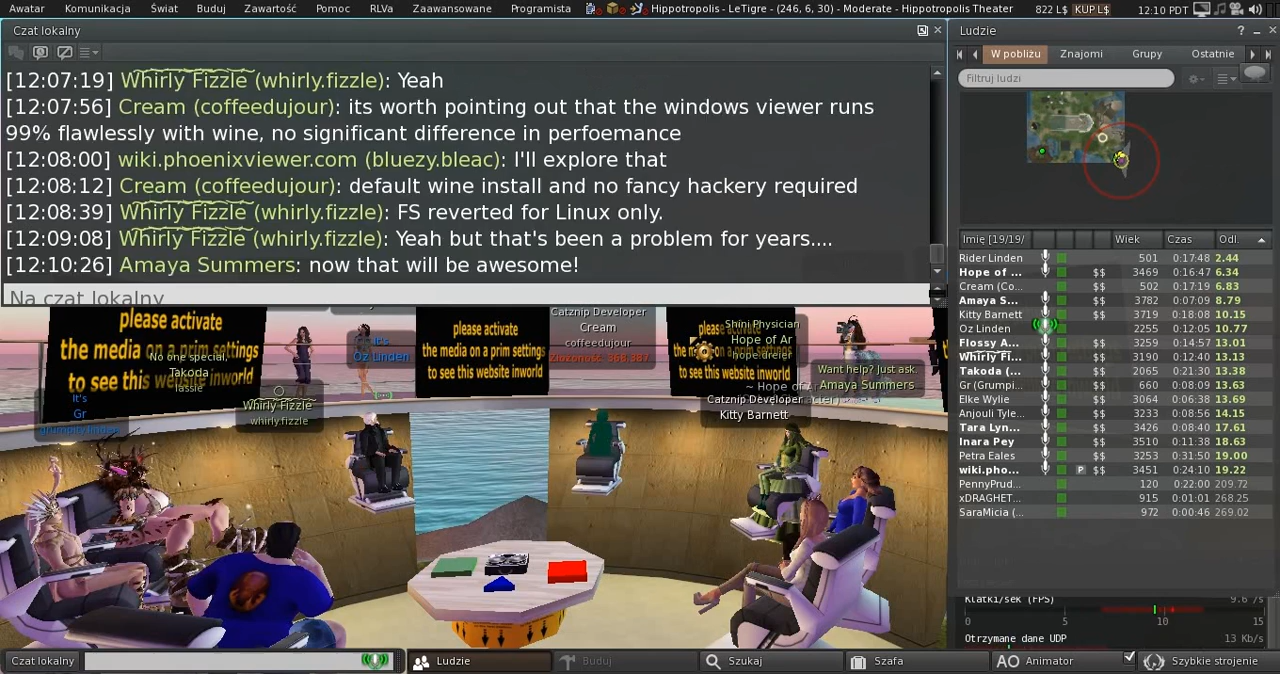 Awatar Komunikacja Świat Buduj Zawartość Pomoc RLVa Zaawansowane Programista Hippotropolis - LeTigre - (246, 6, 30) - Moderate - Hippotropolis Theater 822 L$ KUP L$ 12:10 PDT
Czat lokalny
[12:07:19] Whirly Fizzle (whirly.fizzle): Yeah
[12:07:56] Cream (coffeedujour): its worth pointing out that the windows viewer runs
99% flawlessly with wine, no significant difference in perfoemance
[12:08:00] wiki.phoenixviewer.com (bluezy.bleac): I'll explore that
[12:08:12] Cream (coffeedujour): default wine install and no fancy hackery required
[12:08:39] Whirly Fizzle (whirly.fizzle): FS reverted for Linux only.
[12:09:08] Whirly Fizzle (whirly.fizzle): Yeah but that's been a problem for years....
[12:10:26] Amaya Summers: now that will be awesome!
Na czat lokalny
Ludzie
W pobliżu Znajomi Grupy Ostatnie
Filtruj ludzi
Imię [19/19/ Wiek Czas Odl.
Rider Linden 501 0:17:48 2.44
Hope of ... $$ 3469 0:16:47 6.34
Cream (Co... 502 0:17:19 6.83
Amaya S... $$ 3782 0:07:09 8.79
Kitty Barnett $$ 3719 0:18:08 10.15
Oz Linden 2255 0:12:05 10.77
Flossy A... $$ 3259 0:14:57 13.01
Whirly Fi... $$ 3190 0:12:40 13.13
Takoda (... $$ 2065 0:21:30 13.38
Gr (Grumpi... $$ 660 0:08:09 13.63
Elke Wylie $$ 3064 0:06:38 13.69
Anjouli Tyle... $$ 3233 0:08:56 14.15
Tara Lyn... $$ 3426 0:08:40 17.61
Inara Pey $$ 3510 0:11:38 18.63
Petra Eales $$ 3253 0:31:50 19.00
wiki.pho... P $$ 3451 0:24:10 19.22
PennyPrud... 120 0:22:00 209.72
xDRAGHET... 915 0:01:01 268.25
SaraMicia (... 972 0:00:46 269.02
Klatki/sek (FPS) 9.6 /s
0 5 10 15
Otrzymane dane UDP 13 Kb/s
please activate
the media on a prim settings
to see this website inworld
No one special,
Takoda
lassie
It's
Gr
Whirly Fizzle
whirly.fizzle
It's
Oz Linden
please activate
the media on a prim settings
to see this website inworld
Catznip Developer
Cream
coffeedujour
Złożoność: 368,387
Shini Physician
Hope of Ar
~ Hope of
Catznip Developer
Kitty Barnett
Want help? Just ask.
Amaya Summers
Czat lokalny Ludzie Buduj Szukaj Szafa AO Animator Szybkie strojenie